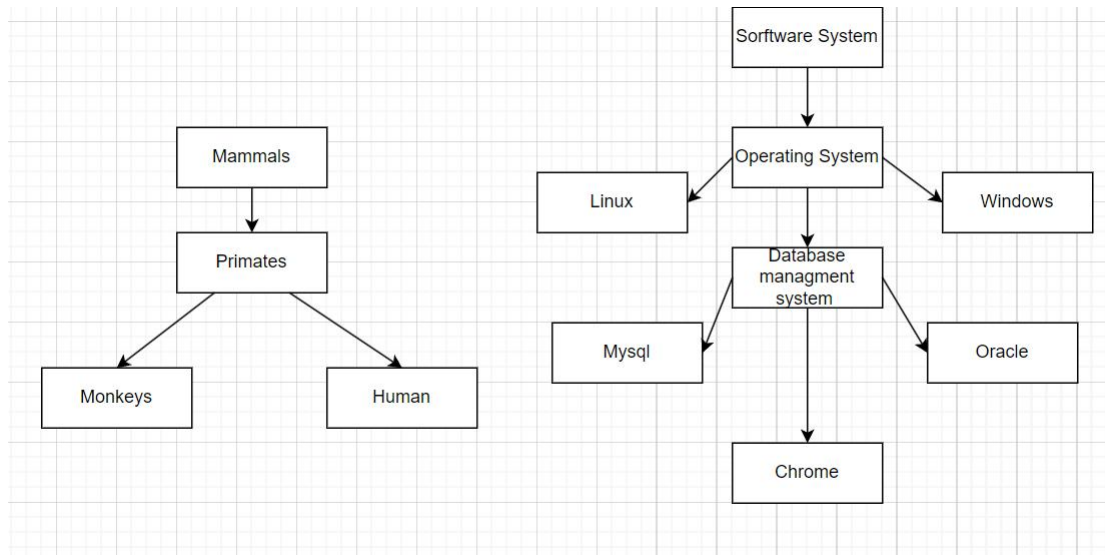 Sorftware System
Mammals
Operating System
Linux
Windows
Primates
Database
managment
system
Mysql
Oracle
Monkeys
Human
Chrome